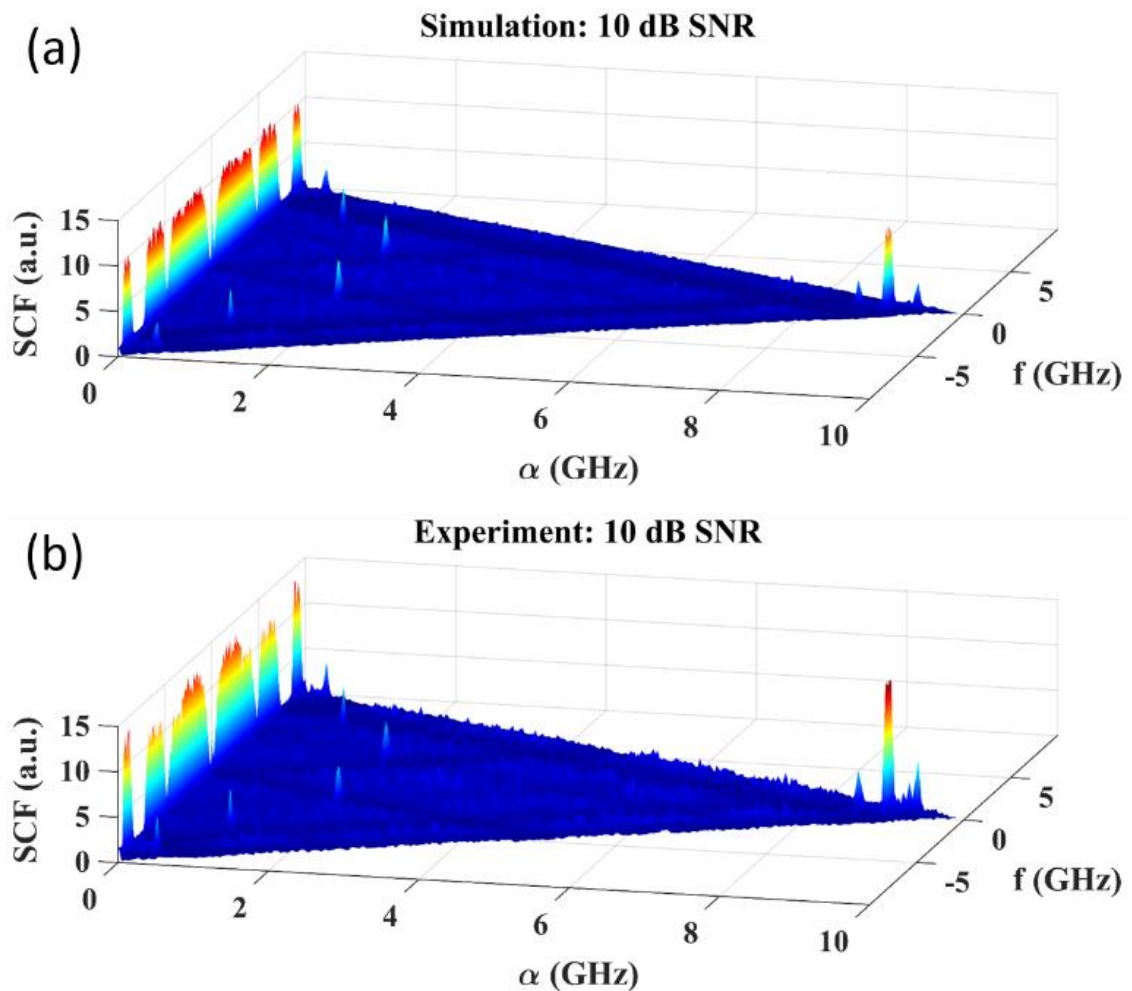 (a)
Simulation: 10 dB SNR
SCF (a.u.)
15
10
5
0
0
2
4
6
8
10
α (GHz)
5
0
-5
f (GHz)
(b)
Experiment: 10 dB SNR
SCF (a.u.)
15
10
5
0
0
2
4
6
8
10
α (GHz)
5
0
-5
f (GHz)